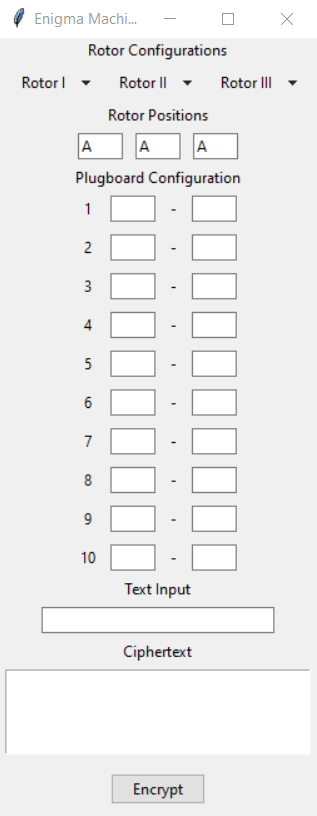 Enigma Machi...
Rotor Configurations
Rotor I Rotor II Rotor III
Rotor Positions
A A A
Plugboard Configuration
1 -
2 -
3 -
4 -
5 -
6 -
7 -
8 -
9 -
10 -
Text Input
Ciphertext
Encrypt